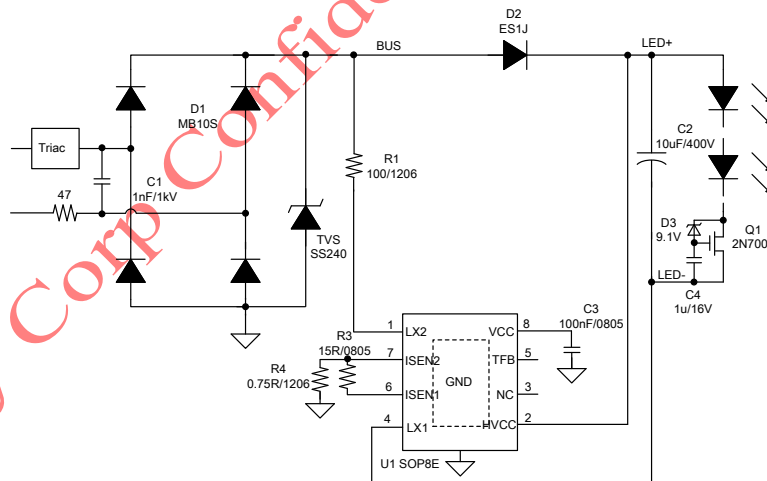 Corp Confide
D2
ES1J
BUS
LED+
D1
MB10S
Triac
C1
1nF/1kV
47
R1
100/1206
TVS
SS240
C2
10uF/400V
D3
9.1V
Q1
2N700
LED-
C4
1u/16V
C3
100nF/0805
R3
15R/0805
R4
0.75R/1206
1
LX2
7
ISEN2
6
ISEN1
4
LX1
GND
VCC
8
TFB
5
NC
3
HVCC
2
U1 SOP8E